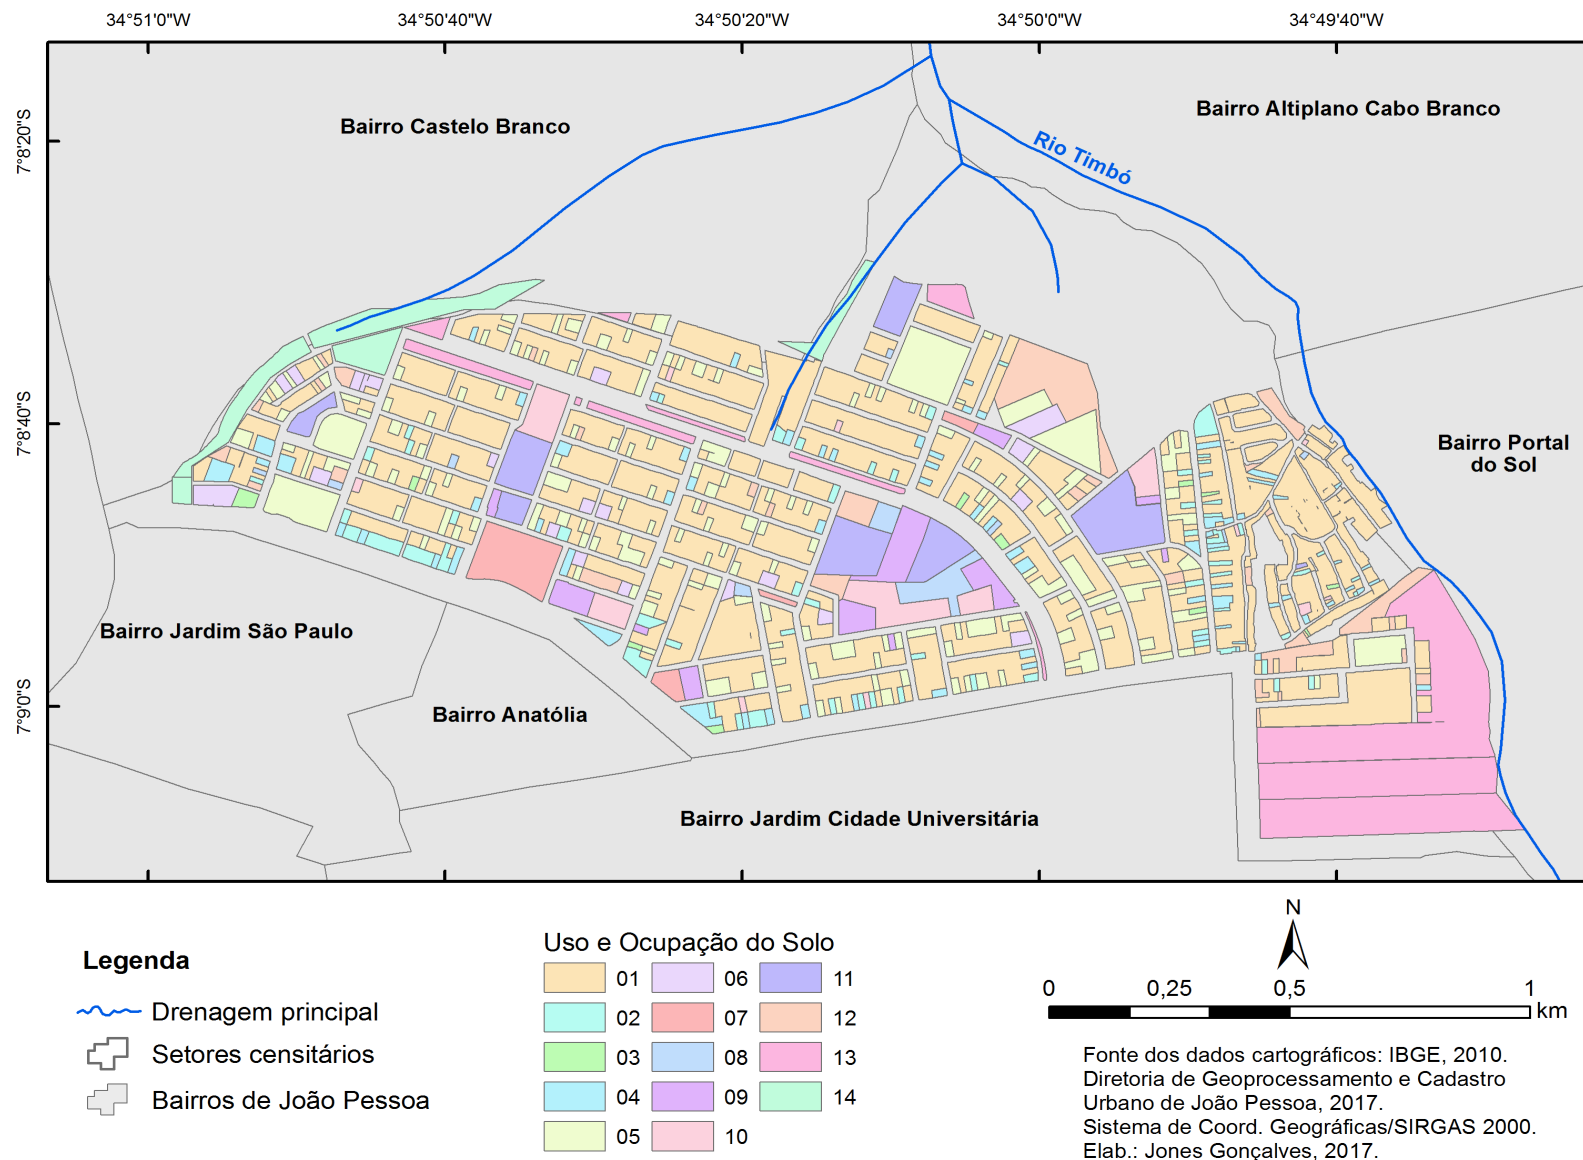 34°51'0"W
34°50'40"W
34°50'20"W
34°50'0"W
34°49'40"W
7°8'20"S
7°8'40"S
7°9'0"S
Bairro Castelo Branco
Bairro Altiplano Cabo Branco
Rio Timbó
Bairro Portal
do Sol
Bairro Jardim São Paulo
Bairro Anatólia
Bairro Jardim Cidade Universitária
Legenda
Drenagem principal
Setores censitários
Bairros de João Pessoa
Uso e Ocupação do Solo
01
02
03
04
05
06
07
08
09
10
11
12
13
14
N
0 0,25 0,5 1
km
Fonte dos dados cartográficos: IBGE, 2010.
Diretoria de Geoprocessamento e Cadastro
Urbano de João Pessoa, 2017.
Sistema de Coord. Geográficas/SIRGAS 2000.
Elab.: Jones Gonçalves, 2017.